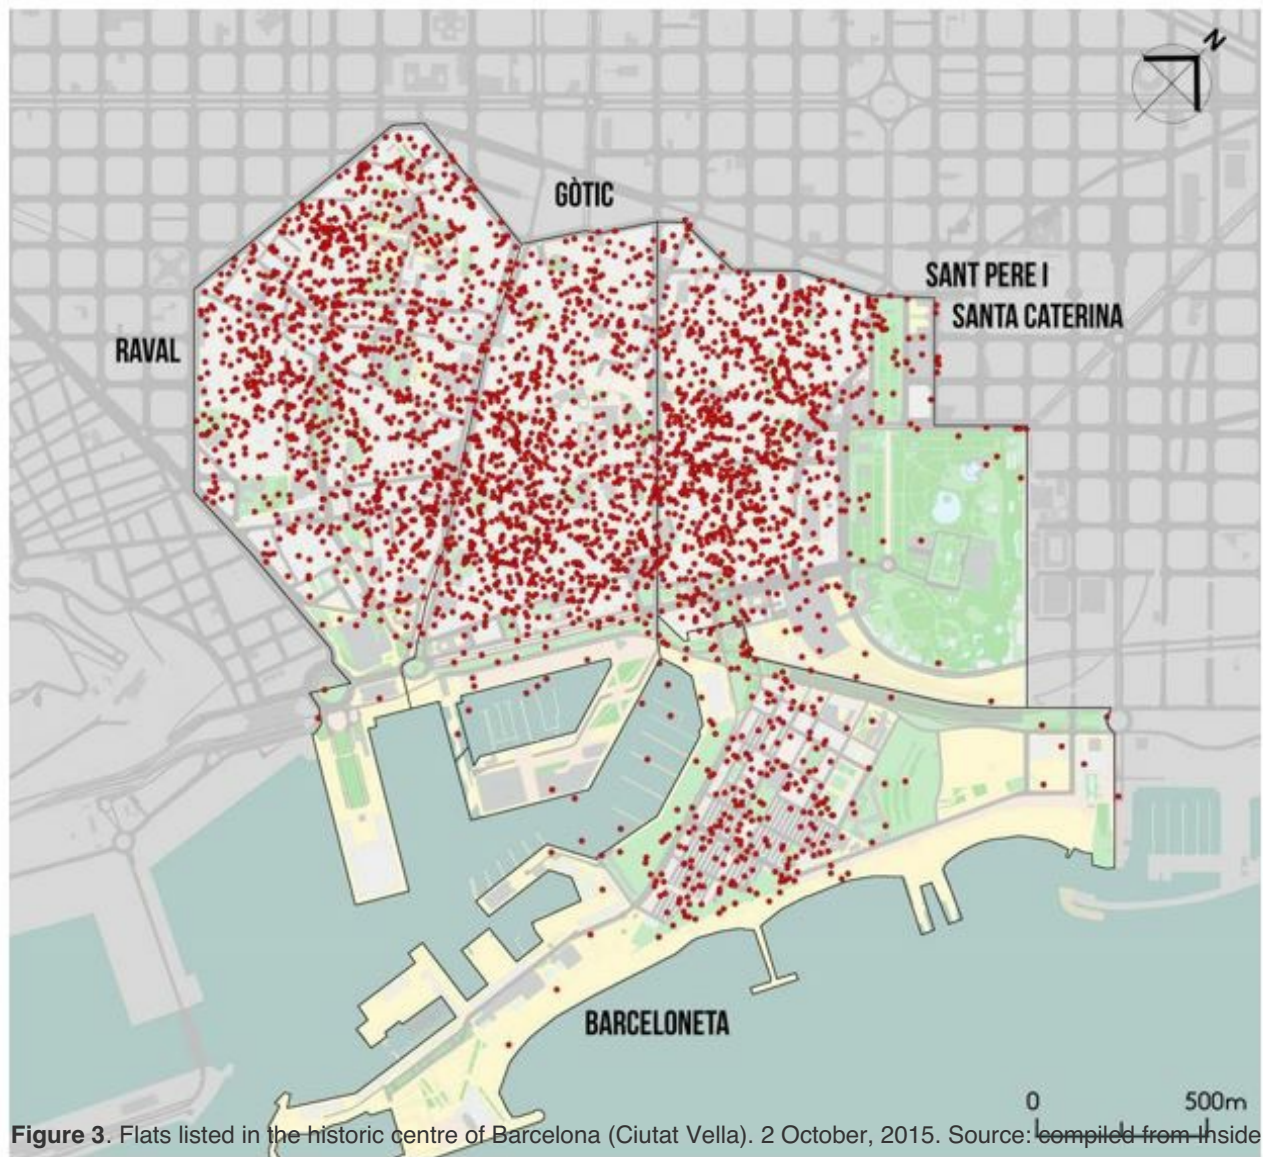 N
GÒTIC
SANT PERE I
SANTA CATERINA
RAVAL
BARCELONETA
0 500m
Figure 3. Flats listed in the historic centre of Barcelona (Ciutat Vella). 2 October, 2015. Source: compiled from Inside